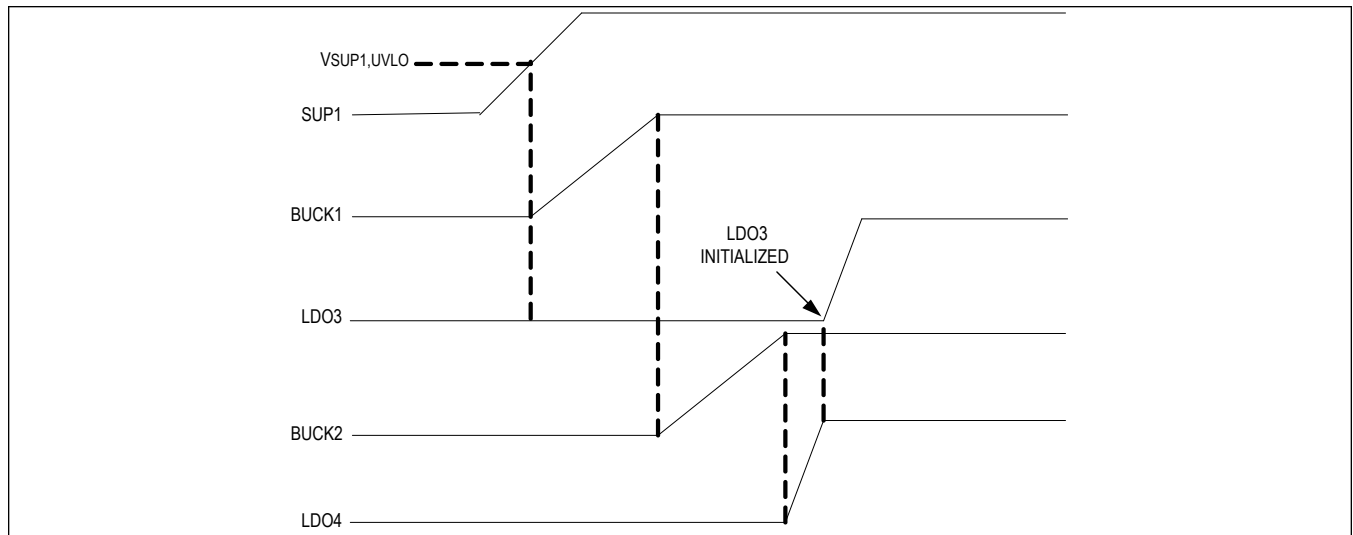 VSUP1,UVLO
SUP1
BUCK1
LDO3
INITIALIZED
LDO3
BUCK2
LDO4